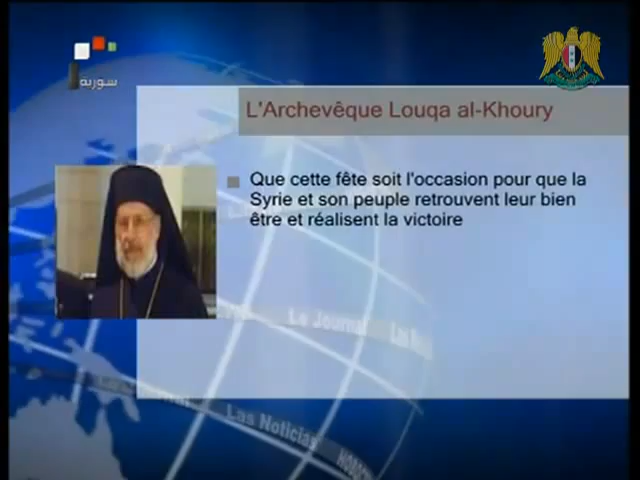 سورية
L'Archevêque Louqa al-Khoury
Que cette fête soit l'occasion pour que la
Syrie et son peuple retrouvent leur bien
être et réalisent la victoire
Le Journal
Las Noticias